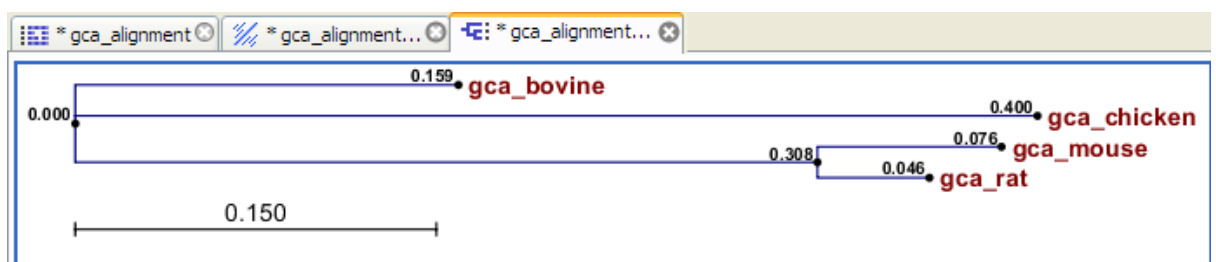 * gca_alignment * gca_alignment... * gca_alignment...
0.159 gca_bovine
0.000
0.400 gca_chicken
0.076 gca_mouse
0.308
0.046 gca_rat
0.150